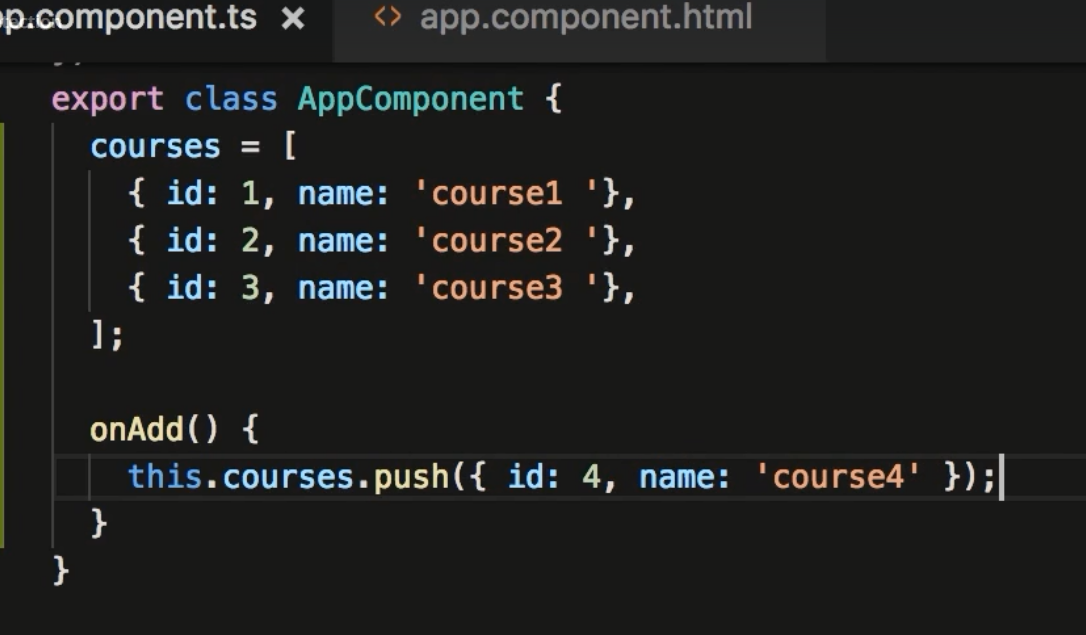 p.component.ts × <> app.component.html
export class AppComponent {
courses = [
{ id: 1, name: 'course1 '},
{ id: 2, name: 'course2 '},
{ id: 3, name: 'course3 '},
];
onAdd() {
this.courses.push({ id: 4, name: 'course4' });
}
}